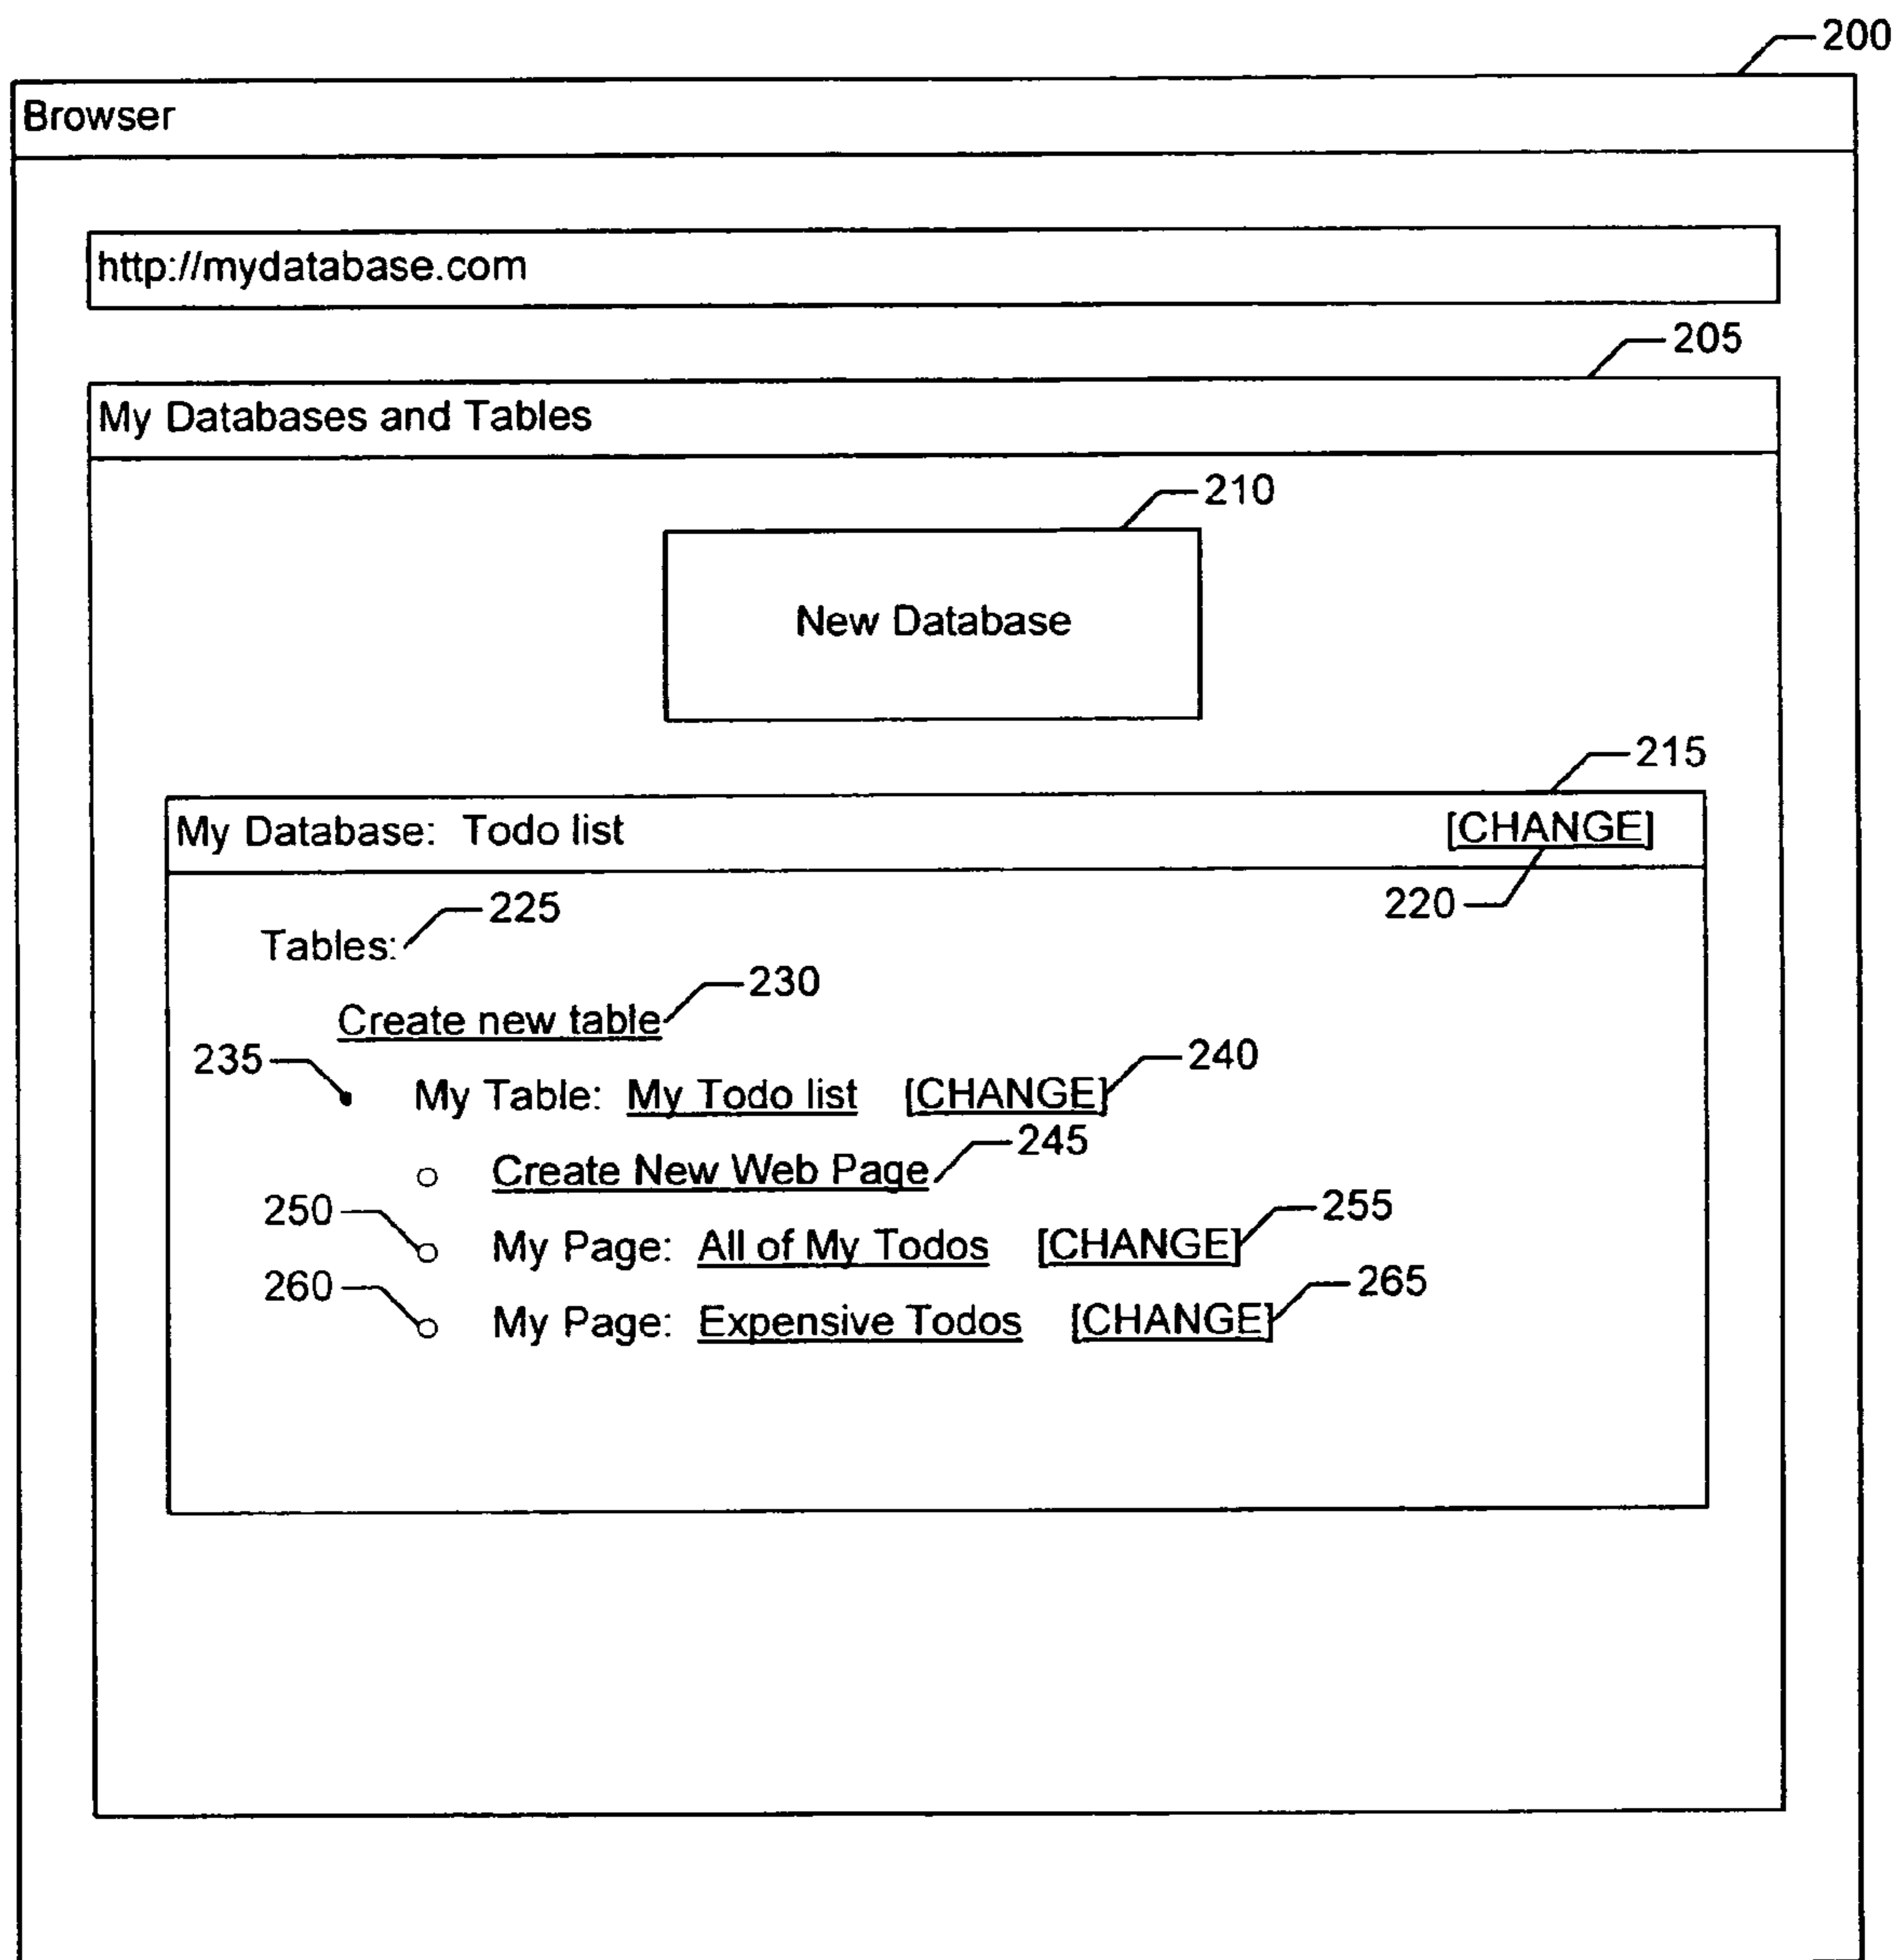 200
Browser
http://mydatabase.com
205
My Databases and Tables
210
New Database
215
My Database: Todo list [CHANGE]
220
225
Tables:
230
Create new table
235
My Table: My Todo list [CHANGE]
240
245
Create New Web Page
250
My Page: All of My Todos [CHANGE]
255
260
My Page: Expensive Todos [CHANGE]
265